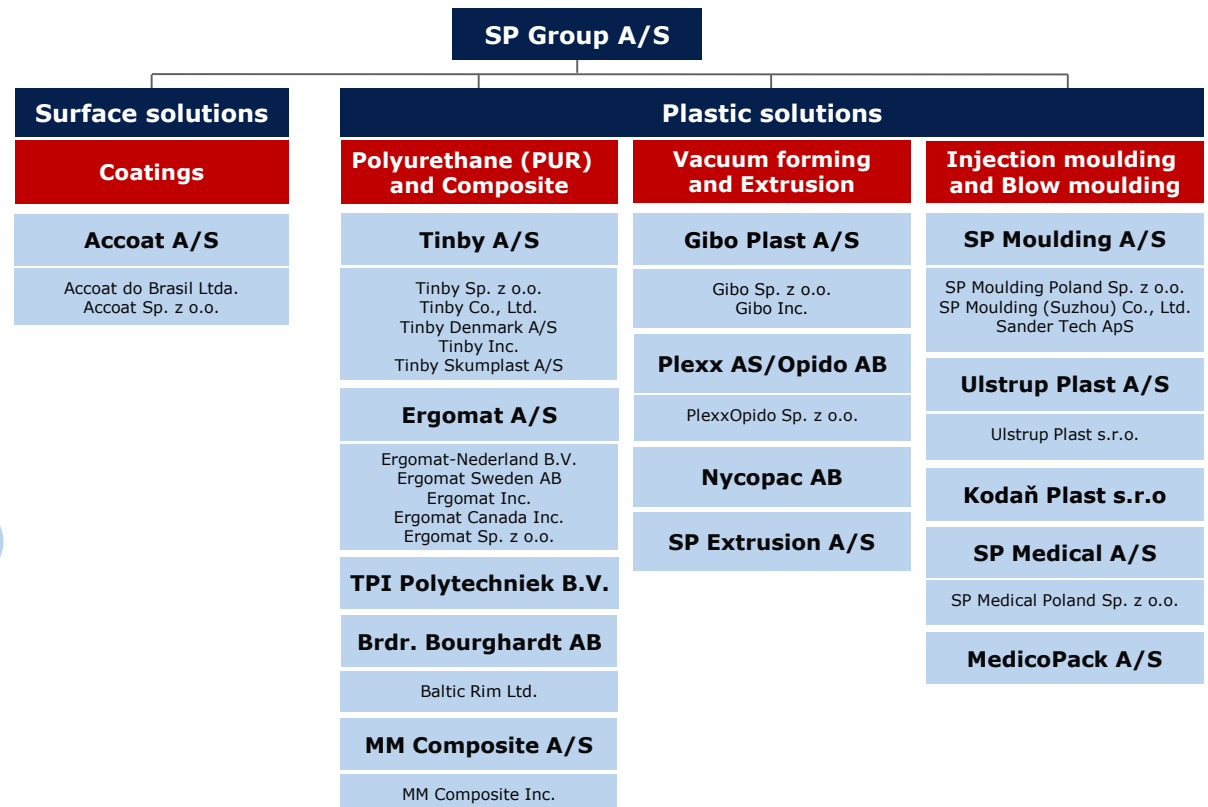 SP Group A/S
Surface solutions
Plastic solutions
Coatings
Polyurethane (PUR)
and Composite
Vacuum forming
and Extrusion
Injection moulding
and Blow moulding
Accoat A/S
Accoat do Brasil Ltda.
Accoat Sp. z o.o.
Tinby A/S
Tinby Sp. z o.o.
Tinby Co., Ltd.
Tinby Denmark A/S
Tinby Inc.
Tinby Skumplast A/S
Ergomat A/S
Ergomat-Nederland B.V.
Ergomat Sweden AB
Ergomat Inc.
Ergomat Canada Inc.
Ergomat Sp. z o.o.
TPI Polytechniek B.V.
Brdr. Bourghardt AB
Baltic Rim Ltd.
MM Composite A/S
MM Composite Inc.
Gibo Plast A/S
Gibo Sp. z o.o.
Gibo Inc.
Plexx AS/Opido AB
PlexxOpido Sp. z o.o.
Nycopac AB
SP Extrusion A/S
SP Moulding A/S
SP Moulding Poland Sp. z o.o.
SP Moulding (Suzhou) Co., Ltd.
Sander Tech ApS
Ulstrup Plast A/S
Ulstrup Plast s.r.o.
Kodaň Plast s.r.o
SP Medical A/S
SP Medical Poland Sp. z o.o.
MedicoPack A/S